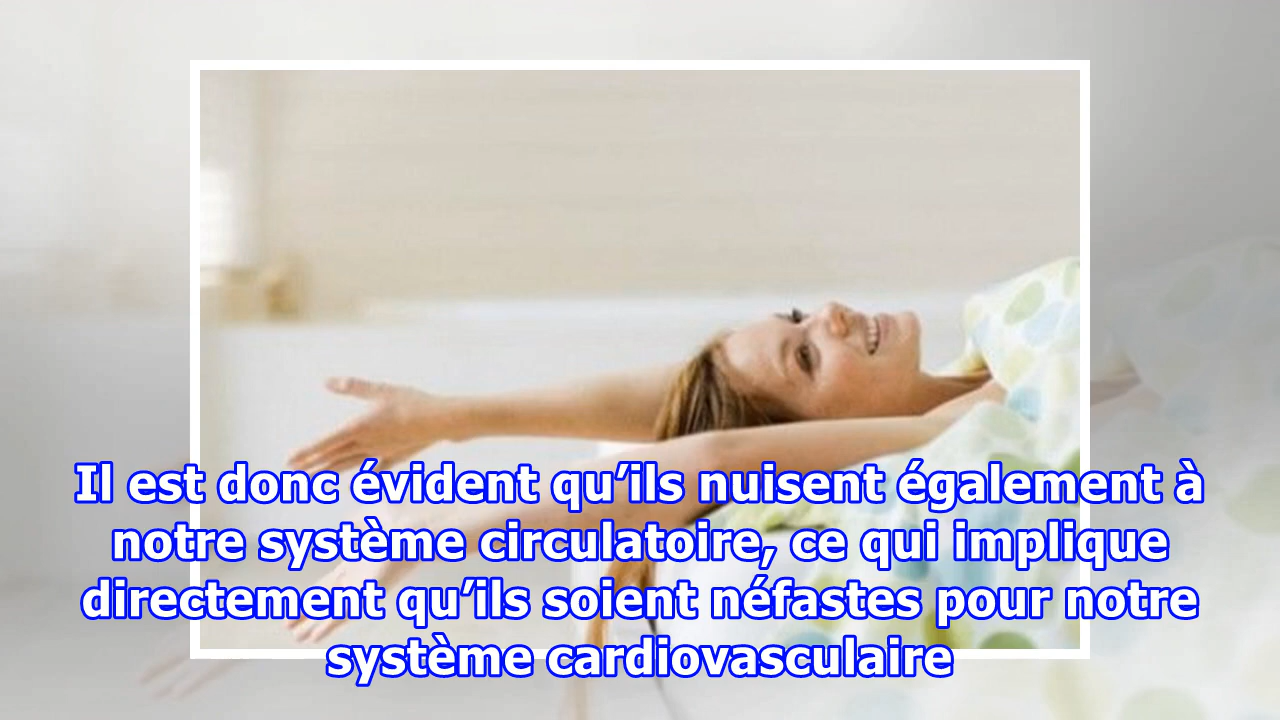 Il est donc évident qu’ils nuisent également à
notre système circulatoire, ce qui implique
directement qu’ils soient néfastes pour notre
système cardiovasculaire